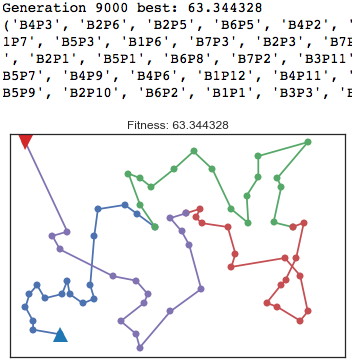 Generation 9000 best: 63.344328
('B4P3', 'B2P6', 'B2P5', 'B6P5', 'B4P2', '
1P7', 'B5P3', 'B1P6', 'B7P3', 'B2P3', 'B7P
', 'B2P1', 'B5P1', 'B6P8', 'B7P2', 'B3P11'
B5P7', 'B4P9', 'B4P6', 'B1P12', 'B4P11',
B5P9', 'B2P10', 'B6P2', 'B1P1', 'B3P3',
Fitness: 63.344328